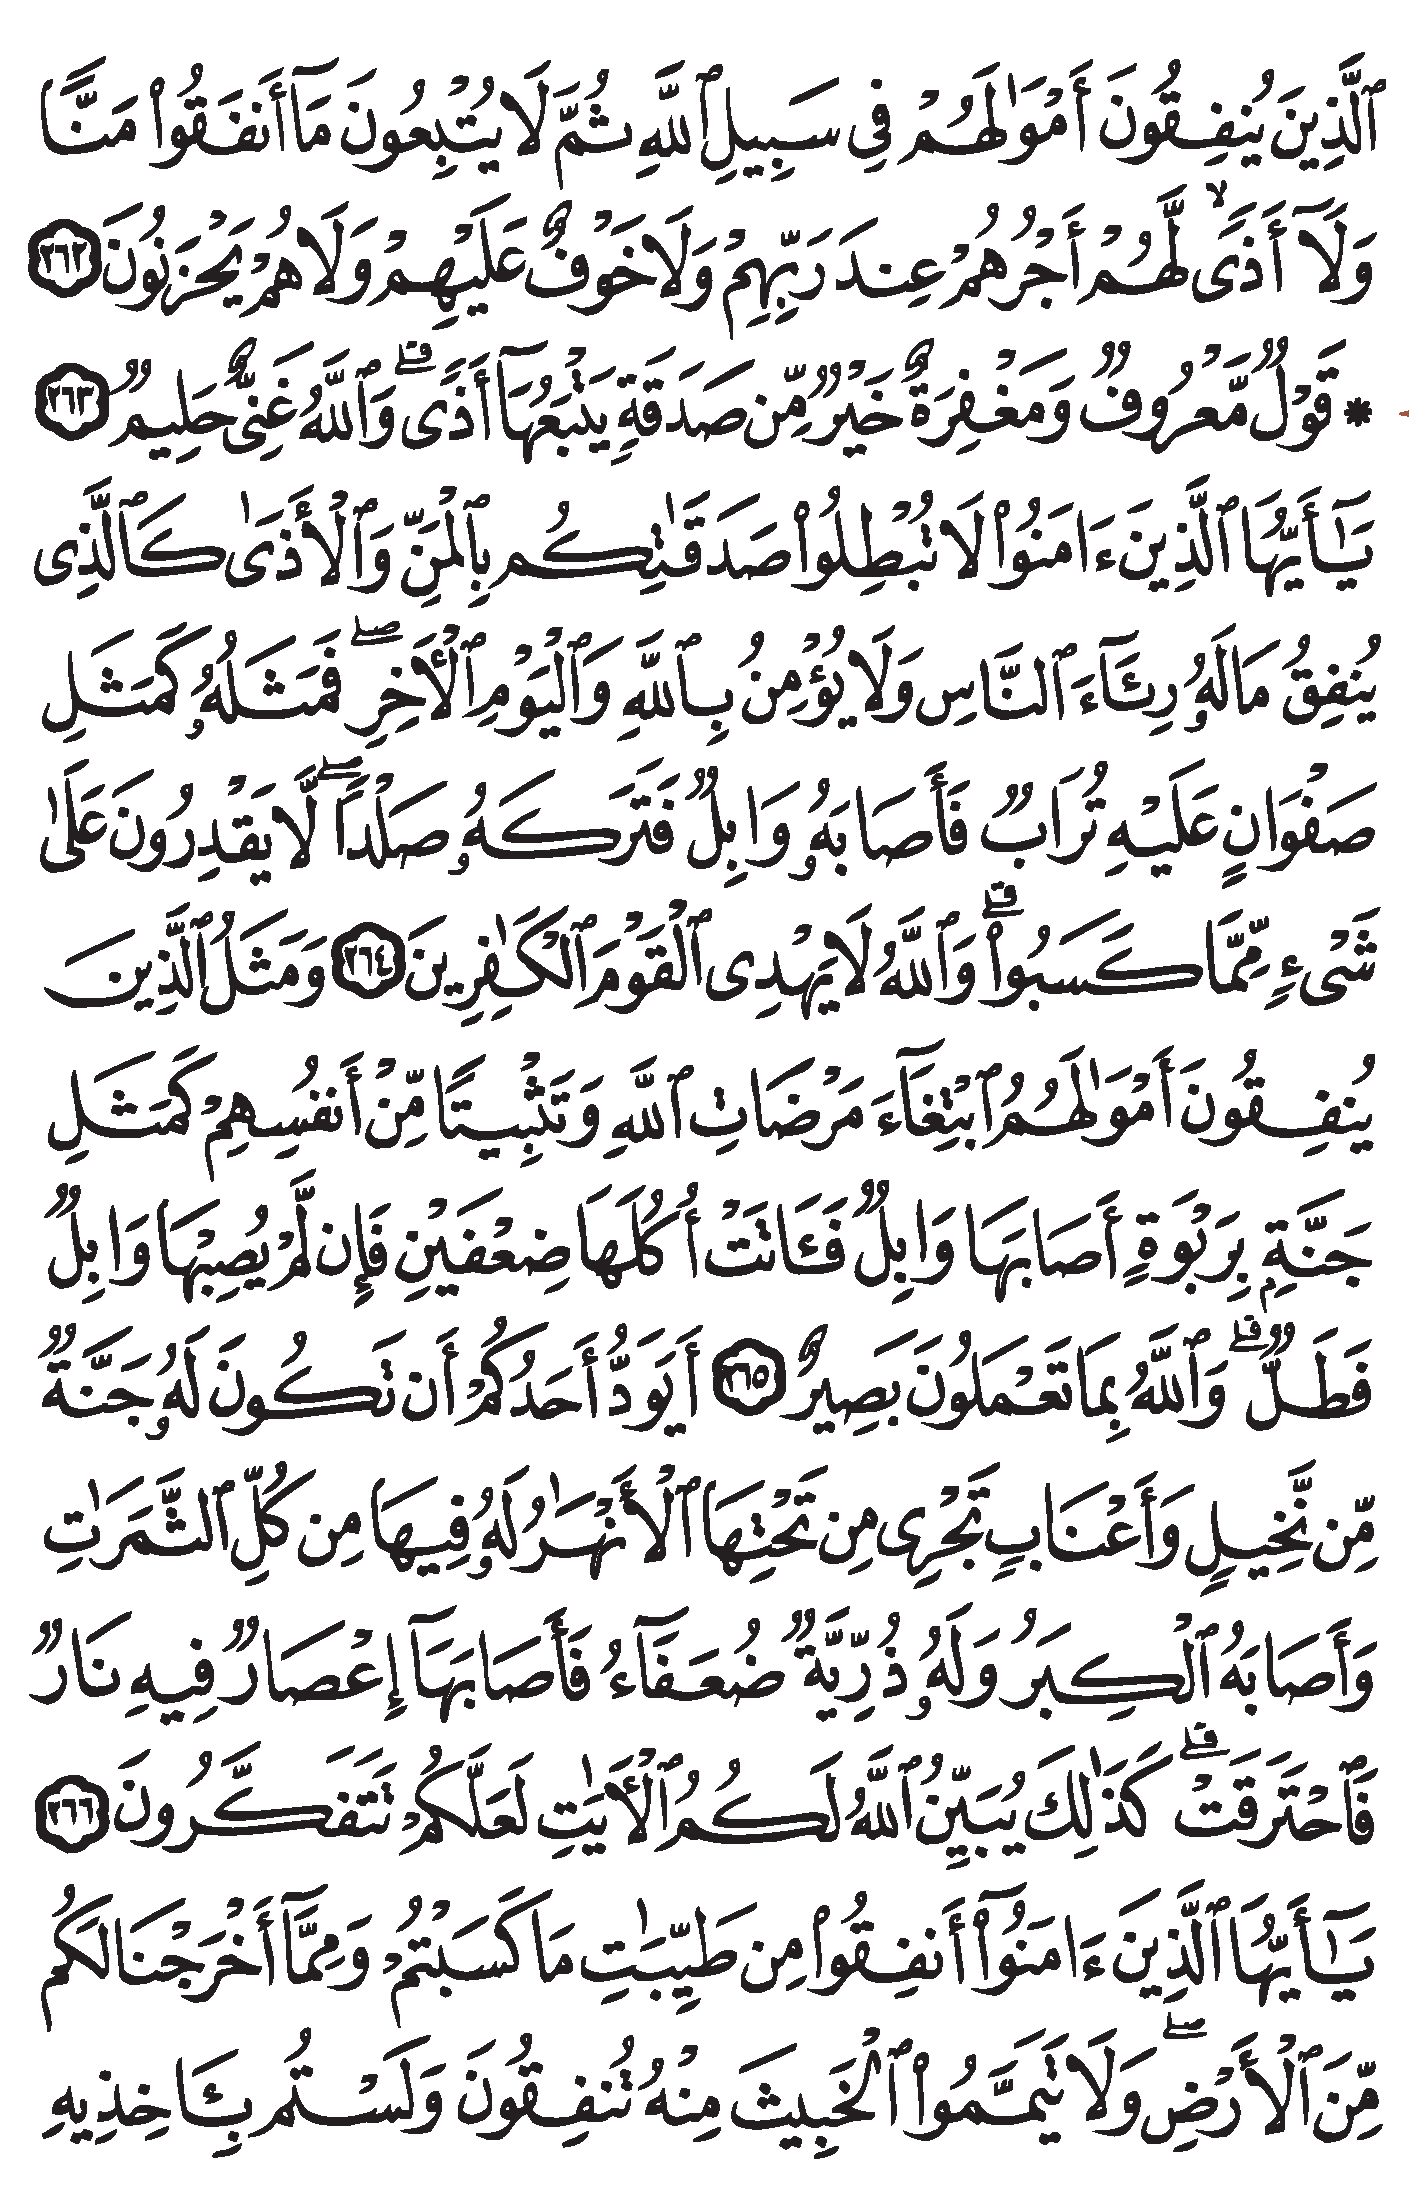 ٱلَّذِينَ يُنفِقُونَ أَمْوَٰلَهُمْ فِي سَبِيلِ ٱللَّهِ ثُمَّ لَا يُتْبِعُونَ مَآ أَنفَقُوا۟ مَنًّا
وَلَآ أَذًى ۙ لَّهُمْ أَجْرُهُمْ عِندَ رَبِّهِمْ وَلَا خَوْفٌ عَلَيْهِمْ وَلَا هُمْ يَحْزَنُونَ ٢٦٢
۞ قَوْلٌ مَّعْرُوفٌ وَمَغْفِرَةٌ خَيْرٌ مِّن صَدَقَةٍ يَتْبَعُهَآ أَذًى ۗ وَٱللَّهُ غَنِىٌّ حَلِيمٌ ٢٦٣
يَٰٓأَيُّهَا ٱلَّذِينَ ءَامَنُوا۟ لَا تُبْطِلُوا۟ صَدَقَٰتِكُم بِٱلْمَنِّ وَٱلْأَذَىٰ كَٱلَّذِى
يُنفِقُ مَالَهُۥ رِئَآءَ ٱلنَّاسِ وَلَا يُؤْمِنُ بِٱللَّهِ وَٱلْيَوْمِ ٱلْـَٔاخِرِ ۖ فَمَثَلُهُۥ كَمَثَلِ
صَفْوَانٍ عَلَيْهِ تُرَابٌ فَأَصَابَهُۥ وَابِلٌ فَتَرَكَهُۥ صَلْدًا ۖ لَّا يَقْدِرُونَ عَلَىٰ
شَىْءٍ مِّمَّا كَسَبُوا۟ ۗ وَٱللَّهُ لَا يَهْدِى ٱلْقَوْمَ ٱلْكَٰفِرِينَ ٢٦٤ وَمَثَلُ ٱلَّذِينَ
يُنفِقُونَ أَمْوَٰلَهُمُ ٱبْتِغَآءَ مَرْضَاتِ ٱللَّهِ وَتَثْبِيتًا مِّنْ أَنفُسِهِمْ كَمَثَلِ
جَنَّةٍۭ بِرَبْوَةٍ أَصَابَهَا وَابِلٌ فَـَٔاتَتْ أُكُلَهَا ضِعْفَيْنِ فَإِن لَّمْ يُصِبْهَا وَابِلٌ
فَطَلٌّ ۗ وَٱللَّهُ بِمَا تَعْمَلُونَ بَصِيرٌ ٢٦٥ أَيَوَدُّ أَحَدُكُمْ أَن تَكُونَ لَهُۥ جَنَّةٌ
مِّن نَّخِيلٍ وَأَعْنَابٍ تَجْرِى مِن تَحْتِهَا ٱلْأَنْهَٰرُ لَهُۥ فِيهَا مِن كُلِّ ٱلثَّمَرَٰتِ
وَأَصَابَهُ ٱلْكِبَرُ وَلَهُۥ ذُرِّيَّةٌ ضُعَفَآءُ فَأَصَابَهَآ إِعْصَارٌ فِيهِ نَارٌ
فَٱحْتَرَقَتْ ۗ كَذَٰلِكَ يُبَيِّنُ ٱللَّهُ لَكُمُ ٱلْـَٔايَٰتِ لَعَلَّكُمْ تَتَفَكَّرُونَ ٢٦٦
يَٰٓأَيُّهَا ٱلَّذِينَ ءَامَنُوٓا۟ أَنفِقُوا۟ مِن طَيِّبَٰتِ مَا كَسَبْتُمْ وَمِمَّآ أَخْرَجْنَا لَكُم
مِّنَ ٱلْأَرْضِ ۖ وَلَا تَيَمَّمُوا۟ ٱلْخَبِيثَ مِنْهُ تُنفِقُونَ وَلَسْتُم بِـَٔاخِذِيهِ